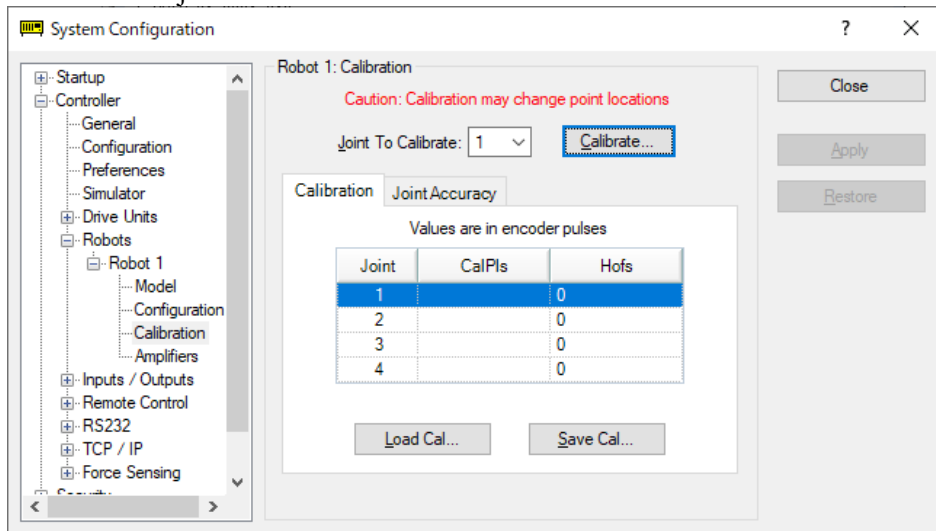 System Configuration
? ×
Startup
Controller
General
Configuration
Preferences
Simulator
Drive Units
Robots
Robot 1
Model
Configuration
Calibration
Amplifiers
Inputs / Outputs
Remote Control
RS232
TCP / IP
Force Sensing
Robot 1: Calibration
Caution: Calibration may change point locations
Joint To Calibrate: 1 Calibrate...
Calibration Joint Accuracy
Values are in encoder pulses
Joint CalPls Hofs
1 0
2 0
3 0
4 0
Load Cal... Save Cal...
Close
Apply
Restore